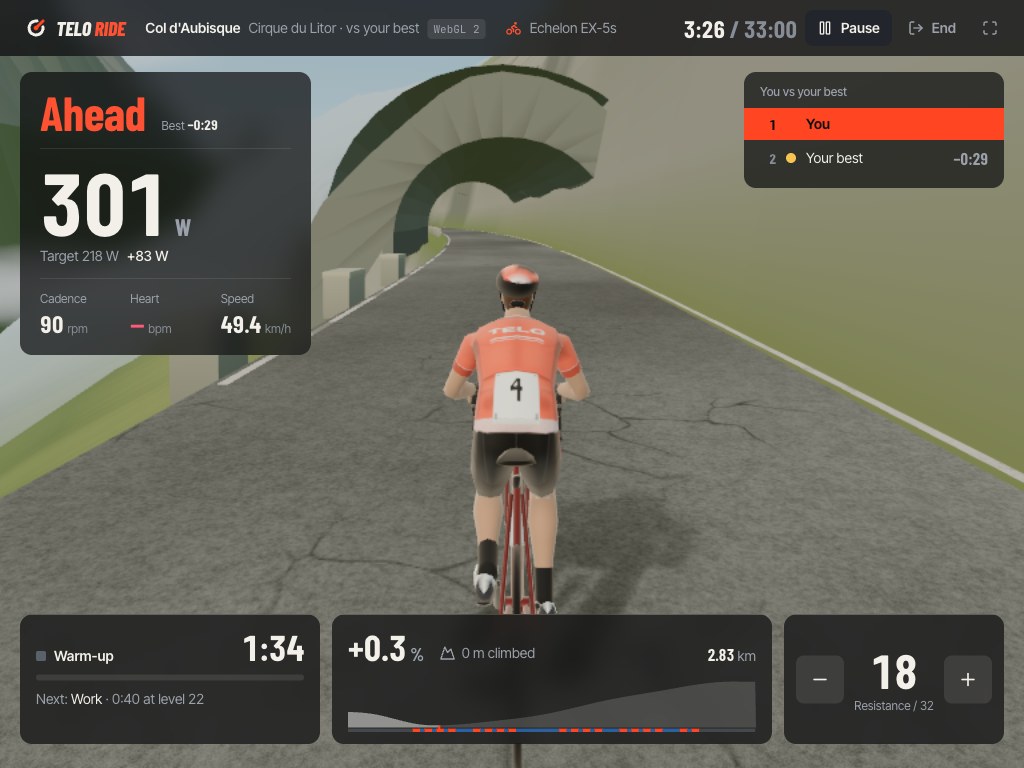 TELO RIDE Col d'Aubisque Cirque du Litor · vs your best WebGL 2 Echelon EX-5s 3:26 / 33:00 Pause End
Ahead Best −0:29
301 W
Target 218 W +83 W
Cadence Heart Speed
90 rpm – bpm 49.4 km/h
You vs your best
1 You
2 Your best −0:29
TELO
4
Warm-up 1:34
Next: Work · 0:40 at level 22
+0.3 % 0 m climbed 2.83 km
− 18 +
Resistance / 32